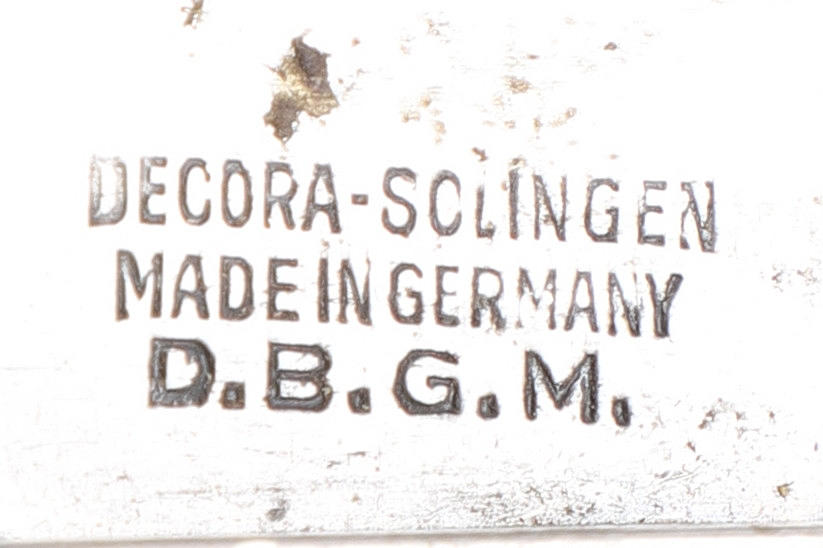 DECORA-SOLINGEN
MADE IN GERMANY
D.B.G.M.